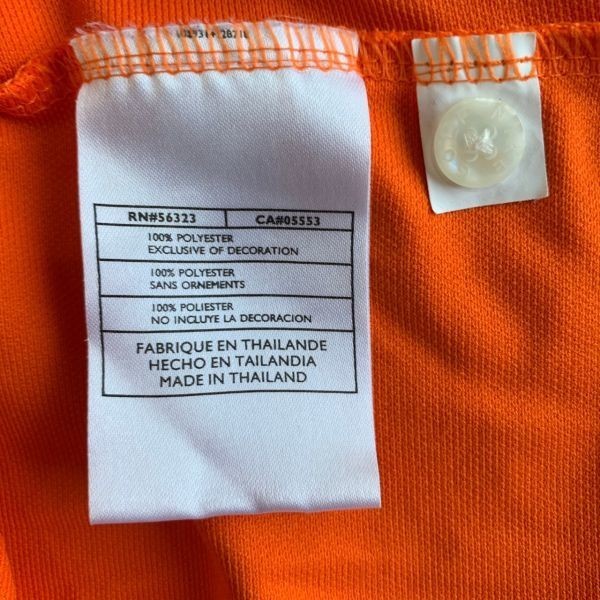 RN#56323 CA#05553
100% POLYESTER
EXCLUSIVE OF DECORATION
100% POLYESTER
SANS ORNEMENTS
100% POLIESTER
NO INCLUYE LA DECORACION
FABRIQUE EN THAILANDE
HECHO EN TAILANDIA
MADE IN THAILAND